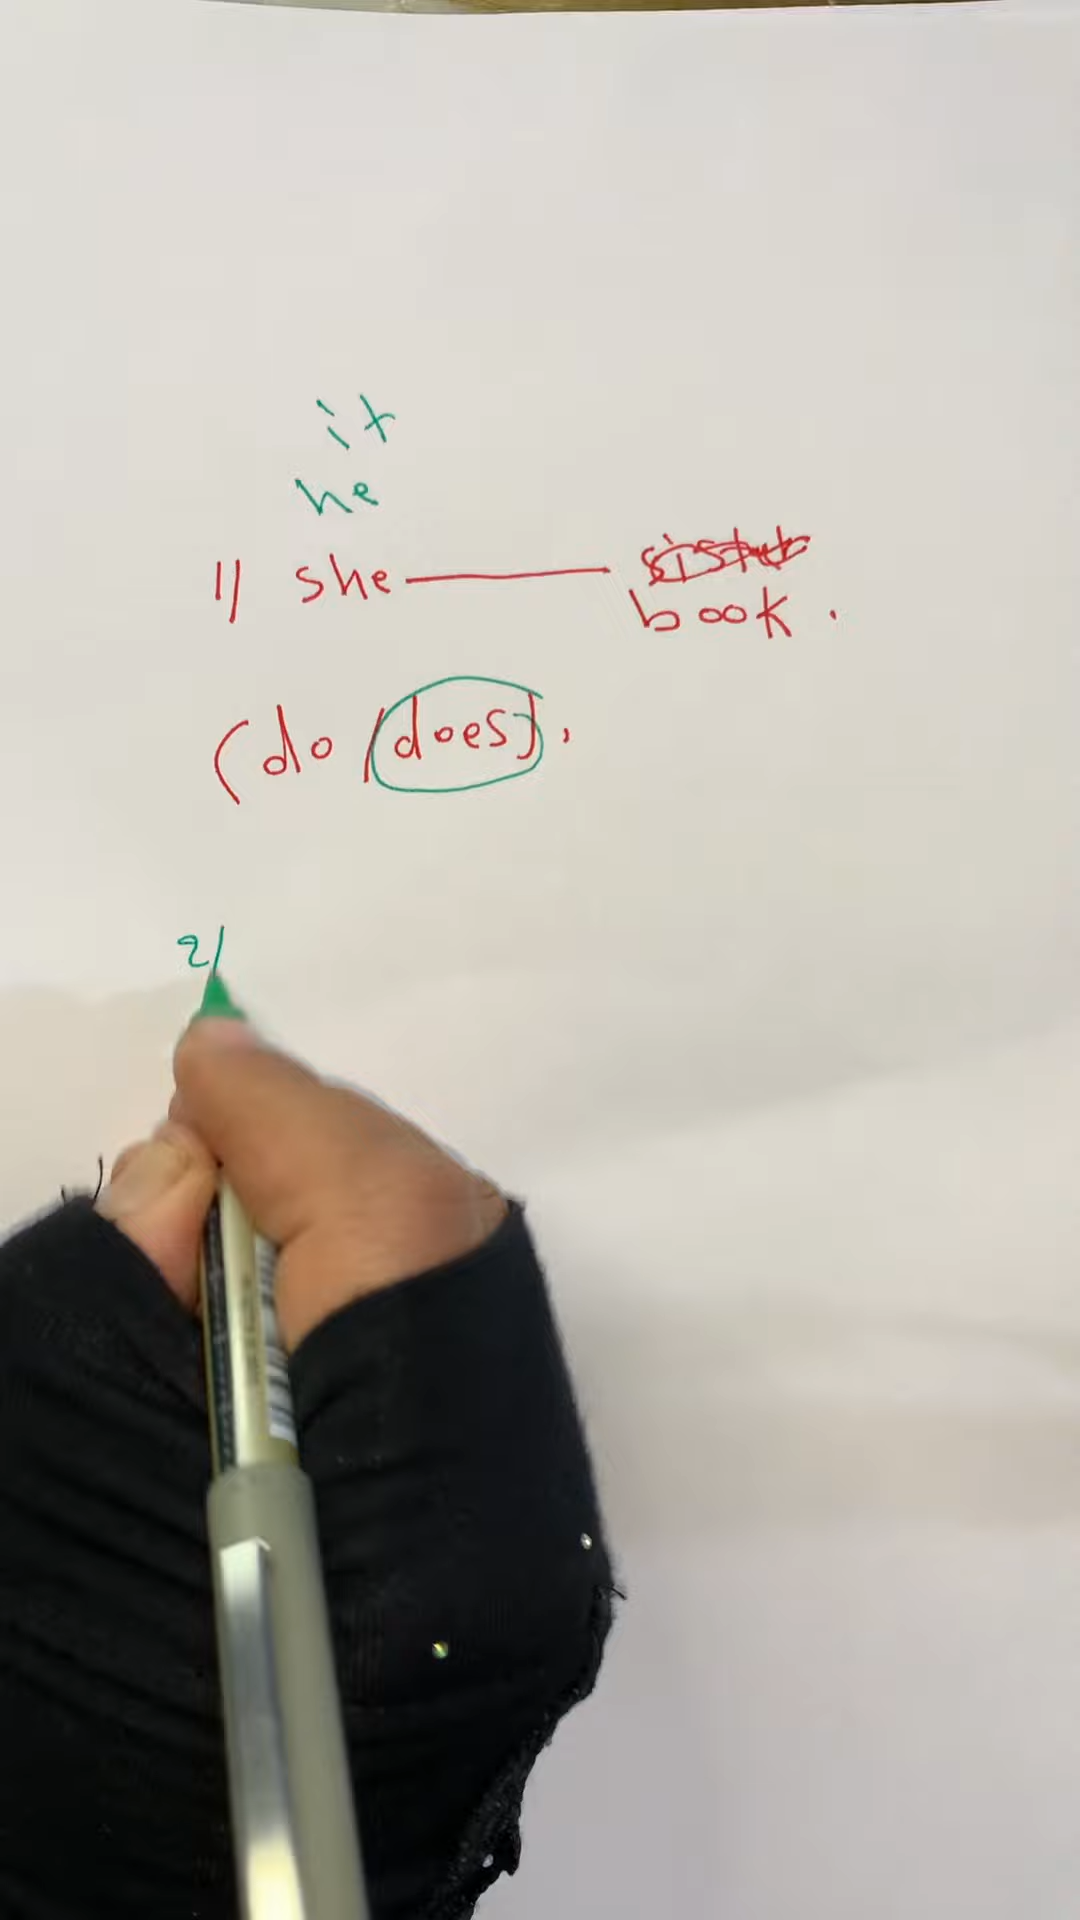 it
he
1/ she ——— book.
(do / does).
2/